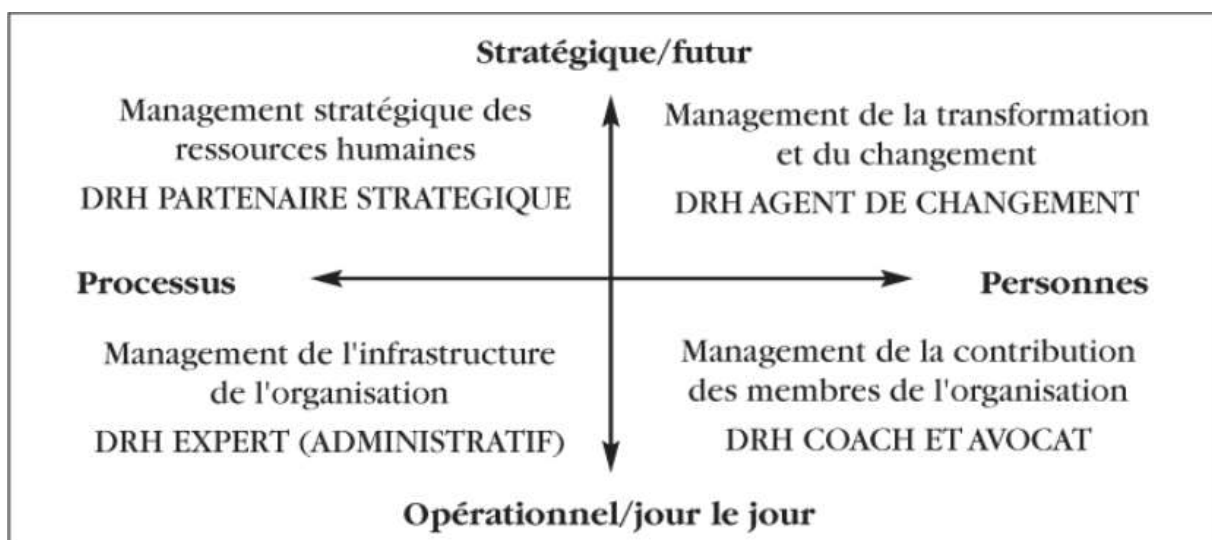 Stratégique/futur
Management stratégique des
ressources humaines
DRH PARTENAIRE STRATEGIQUE
Management de la transformation
et du changement
DRH AGENT DE CHANGEMENT
Processus
Personnes
Management de l'infrastructure
de l'organisation
DRH EXPERT (ADMINISTRATIF)
Management de la contribution
des membres de l'organisation
DRH COACH ET AVOCAT
Opérationnel/jour le jour